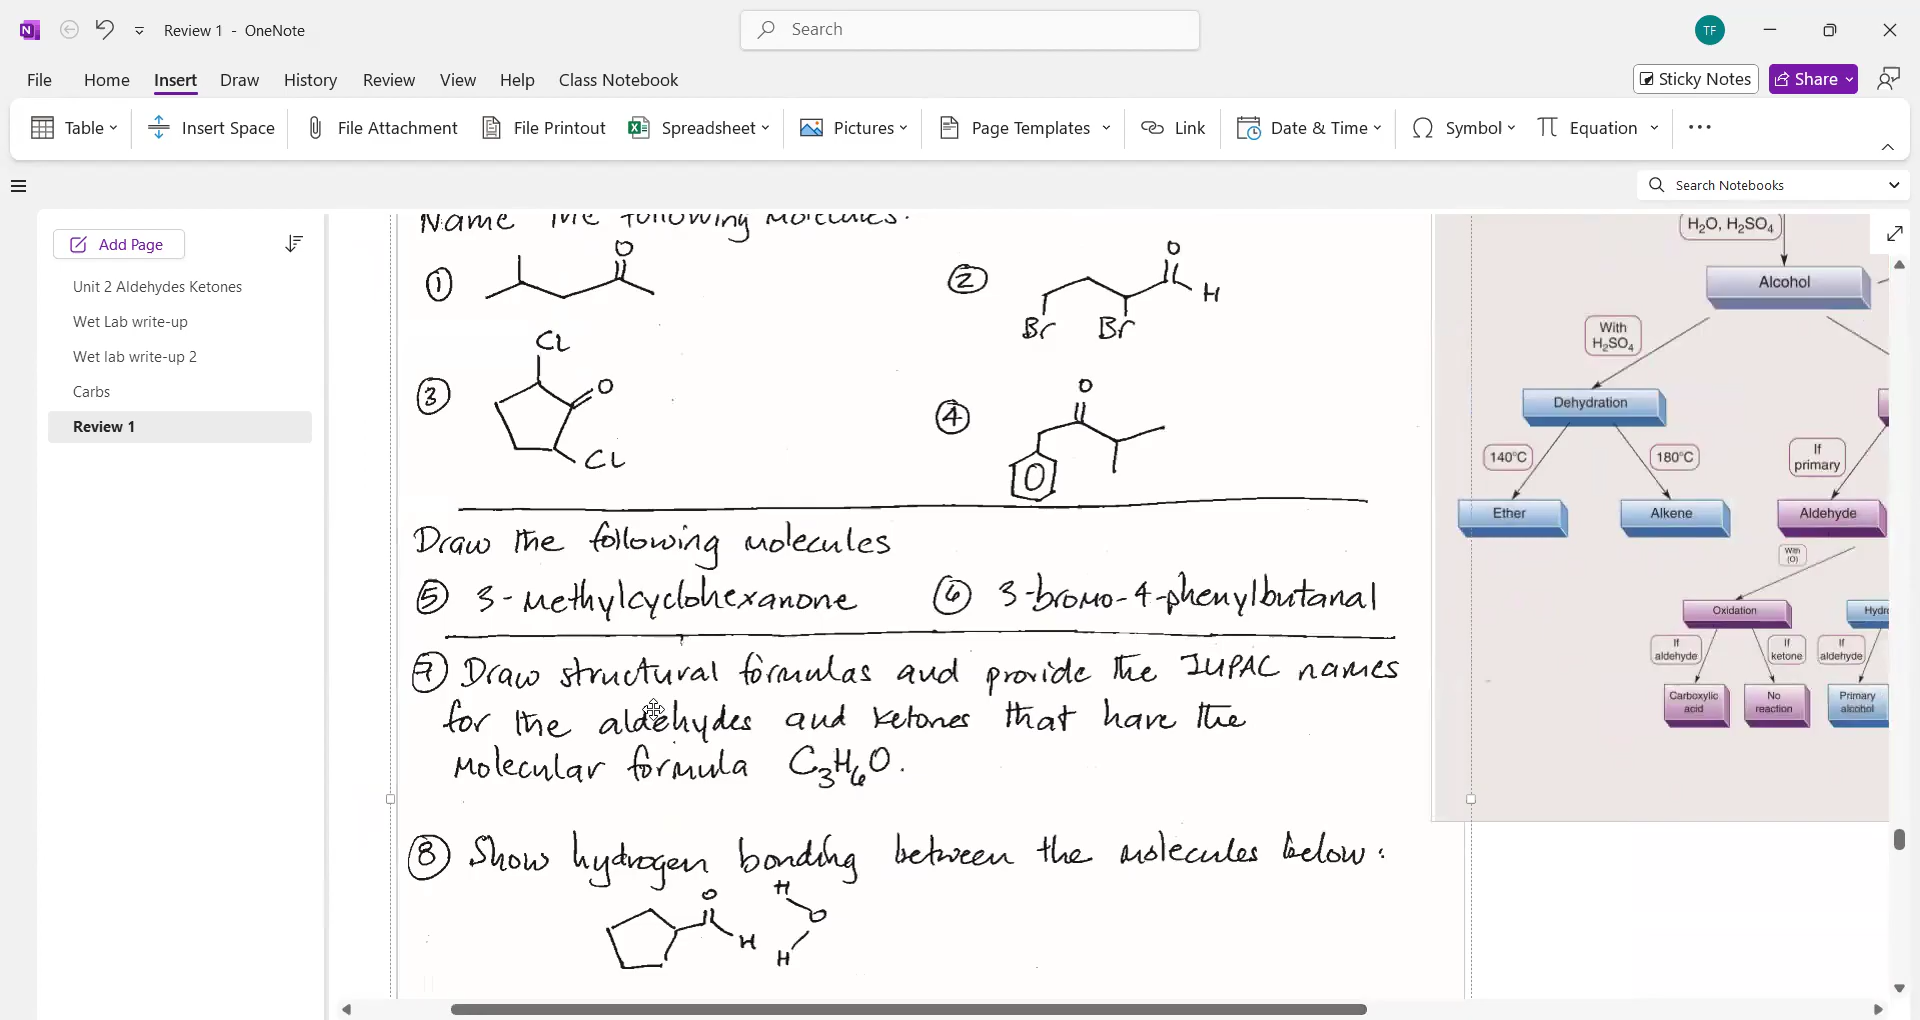 Review 1 - OneNote
Search
TF
File Home Insert Draw History Review View Help Class Notebook
Sticky Notes
Share
Table
Insert Space
File Attachment
File Printout
Spreadsheet
Pictures
Page Templates
Link
Date & Time
Symbol
Equation
Search Notebooks
Add Page
Unit 2 Aldehydes Ketones
Wet Lab write-up
Wet lab write-up 2
Carbs
Review 1
Name the following molecules.
① O
② O H Br Br
③ Cl O Cl
④ O
Draw the following molecules
⑤ 3-methylcyclohexanone ⑥ 3-bromo-4-phenylbutanal
⑦ Draw structural formulas and provide the IUPAC names
for the aldehydes and ketones that have the
molecular formula C₃H₆O.
⑧ Show hydrogen bonding between the molecules below:
O H H O H
H₂O, H₂SO₄
Alcohol
With
H₂SO₄
Dehydration
140°C
180°C
If
primary
Ether
Alkene
Aldehyde
With
(O)
Oxidation
If
aldehyde
If
ketone
If
aldehyde
Carboxylic
acid
No
reaction
Primary
alcohol